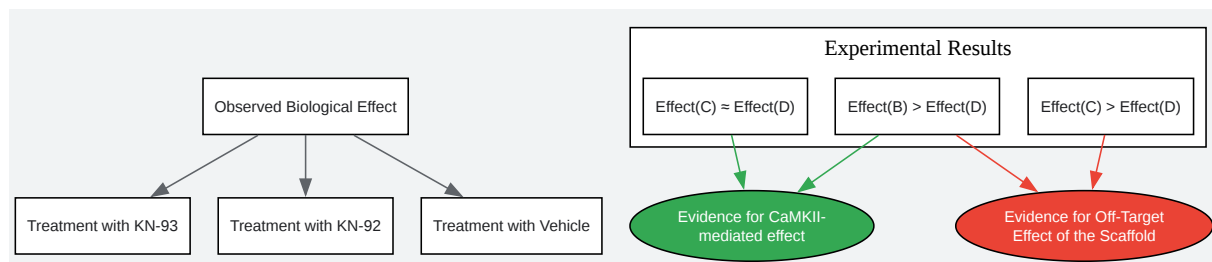 Observed Biological Effect
Treatment with KN-93
Treatment with KN-92
Treatment with Vehicle
Experimental Results
Effect(C) ≈ Effect(D)
Effect(B) > Effect(D)
Effect(C) > Effect(D)
Evidence for CaMKII-
mediated effect
Evidence for Off-Target
Effect of the Scaffold